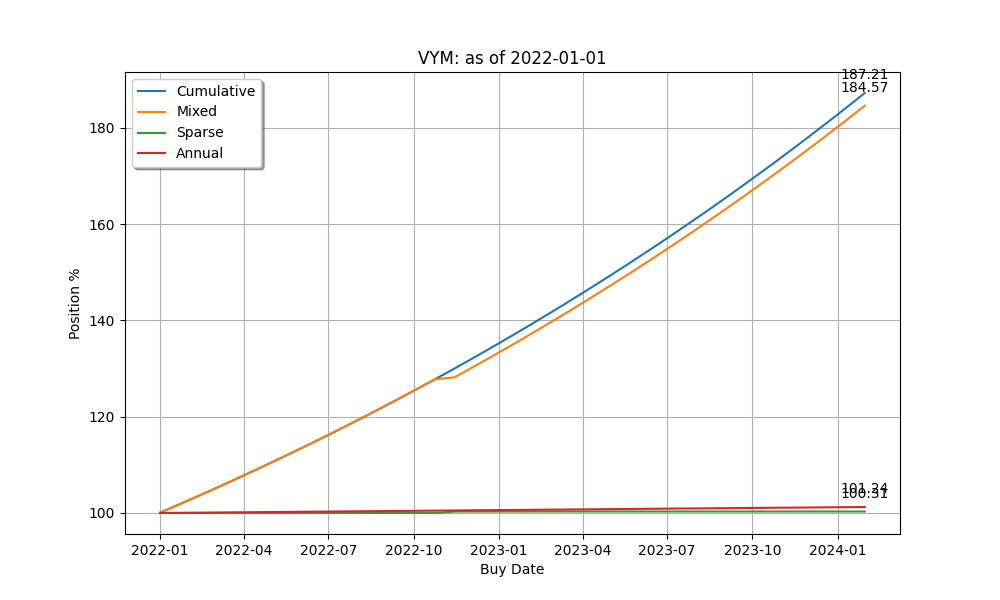 VYM: as of 2022-01-01
187.21
184.57
Cumulative
Mixed
Sparse
Annual
180
160
140
120
100
Position %
101.24
100.31
2022-01 2022-04 2022-07 2022-10 2023-01 2023-04 2023-07 2023-10 2024-01
Buy Date